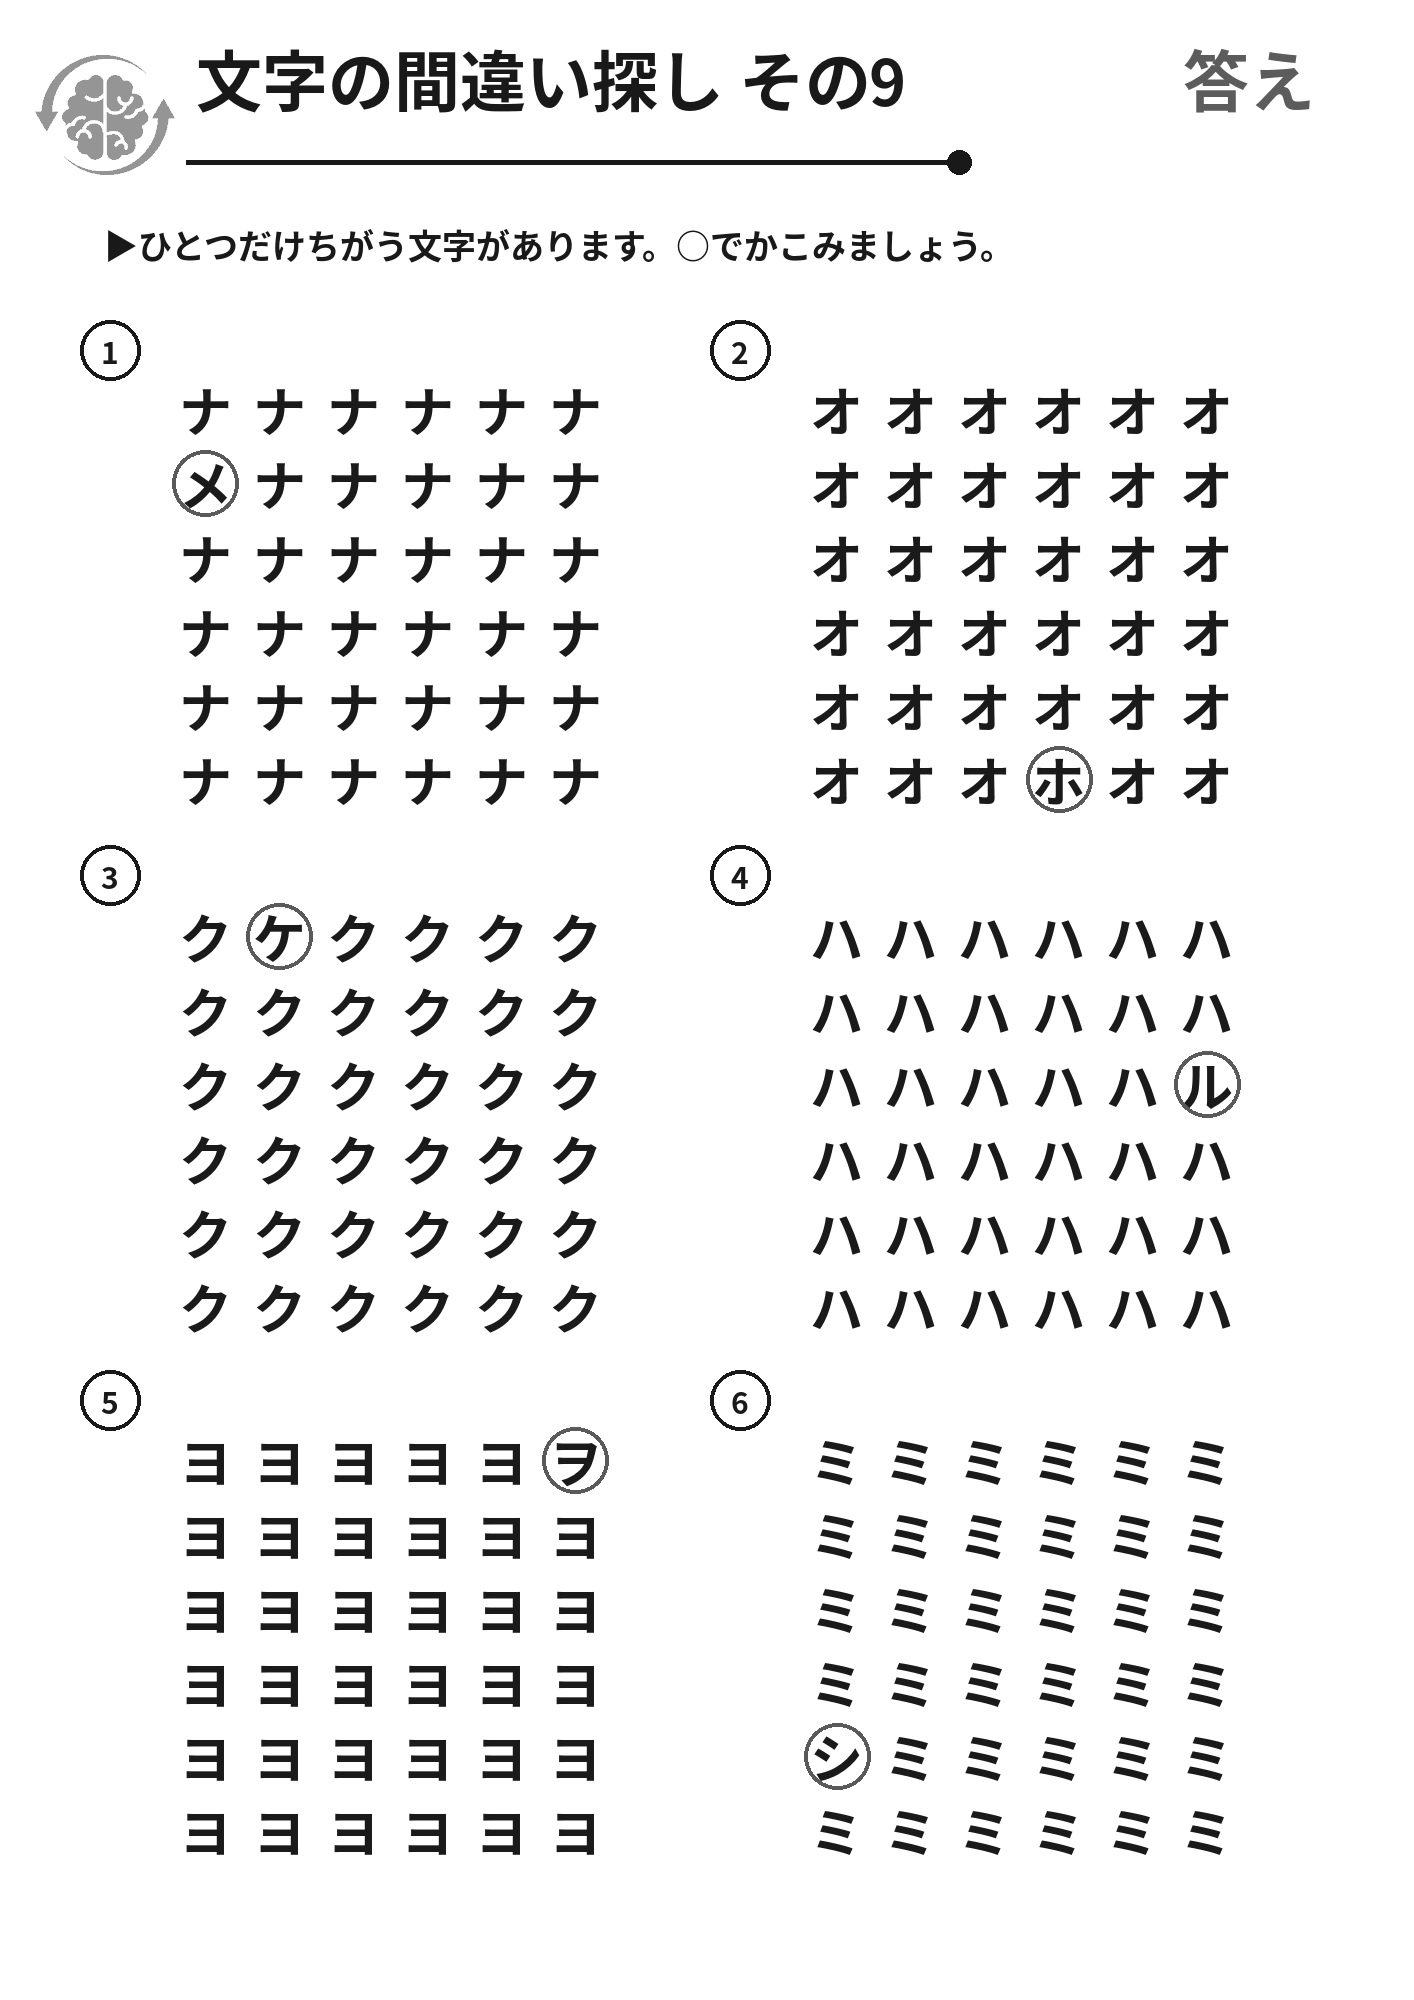 文字の間違い探し その9
答え
▶ひとつだけちがう文字があります。○でかこみましょう。
1
ナ ナ ナ ナ ナ ナ
メ ナ ナ ナ ナ ナ
ナ ナ ナ ナ ナ ナ
ナ ナ ナ ナ ナ ナ
ナ ナ ナ ナ ナ ナ
ナ ナ ナ ナ ナ ナ
2
オ オ オ オ オ オ
オ オ オ オ オ オ
オ オ オ オ オ オ
オ オ オ オ オ オ
オ オ オ オ オ オ
オ オ オ ホ オ オ
3
ク ケ ク ク ク ク
ク ク ク ク ク ク
ク ク ク ク ク ク
ク ク ク ク ク ク
ク ク ク ク ク ク
ク ク ク ク ク ク
4
ハ ハ ハ ハ ハ ハ
ハ ハ ハ ハ ハ ハ
ハ ハ ハ ハ ハ ル
ハ ハ ハ ハ ハ ハ
ハ ハ ハ ハ ハ ハ
ハ ハ ハ ハ ハ ハ
5
ヨ ヨ ヨ ヨ ヨ ヲ
ヨ ヨ ヨ ヨ ヨ ヨ
ヨ ヨ ヨ ヨ ヨ ヨ
ヨ ヨ ヨ ヨ ヨ ヨ
ヨ ヨ ヨ ヨ ヨ ヨ
ヨ ヨ ヨ ヨ ヨ ヨ
6
ミ ミ ミ ミ ミ ミ
ミ ミ ミ ミ ミ ミ
ミ ミ ミ ミ ミ ミ
ミ ミ ミ ミ ミ ミ
シ ミ ミ ミ ミ ミ
ミ ミ ミ ミ ミ ミ